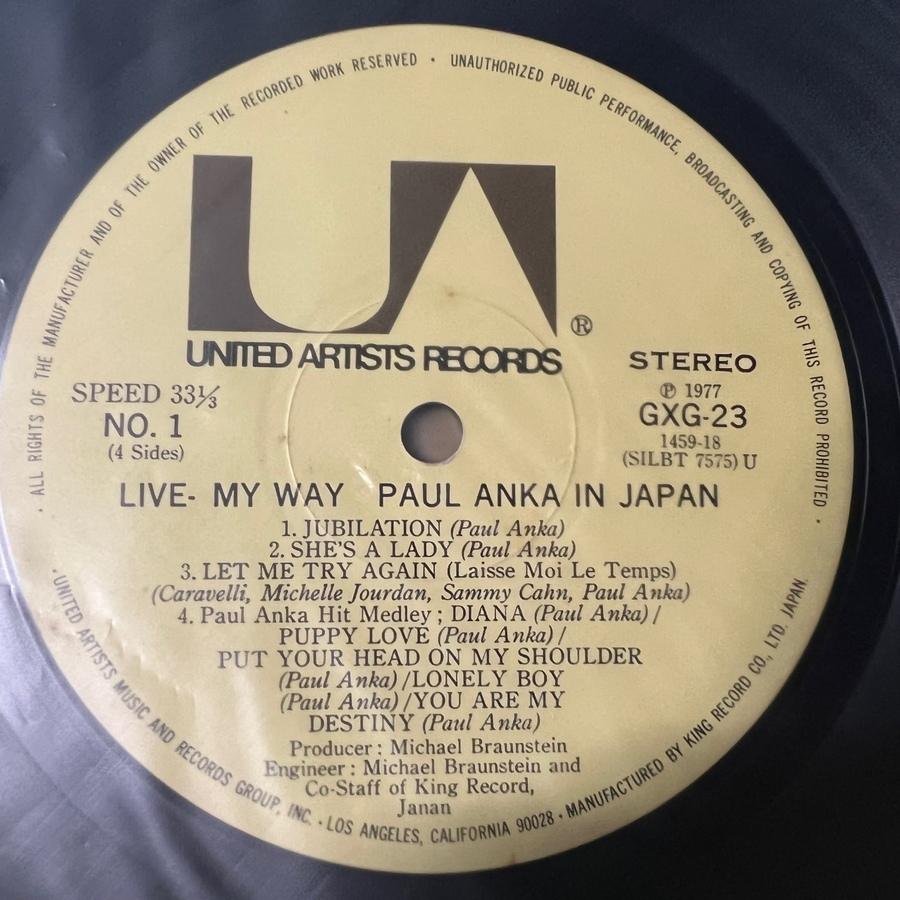 · ALL RIGHTS OF THE MANUFACTURER AND OF THE OWNER OF THE RECORDED WORK RESERVED · UNAUTHORIZED PUBLIC PERFORMANCE, BROADCASTING AND COPYING OF THIS RECORD PROHIBITED ·
UA
®
UNITED ARTISTS RECORDS
STEREO
SPEED 33⅓
℗ 1977
NO. 1
GXG-23
(4 Sides)
1459-18
(SILBT 7575) U
LIVE- MY WAY PAUL ANKA IN JAPAN
1. JUBILATION (Paul Anka)
2. SHE'S A LADY (Paul Anka)
3. LET ME TRY AGAIN (Laisse Moi Le Temps)
(Caravelli, Michelle Jourdan, Sammy Cahn, Paul Anka)
4. Paul Anka Hit Medley ; DIANA (Paul Anka) /
PUPPY LOVE (Paul Anka) /
PUT YOUR HEAD ON MY SHOULDER
(Paul Anka) /LONELY BOY
(Paul Anka) /YOU ARE MY
DESTINY (Paul Anka)
Producer : Michael Braunstein
Engineer : Michael Braunstein and
Co-Staff of King Record,
Janan
· UNITED ARTISTS MUSIC AND RECORDS GROUP, INC. · LOS ANGELES, CALIFORNIA 90028 · MANUFACTURED BY KING RECORD CO., LTD. JAPAN.